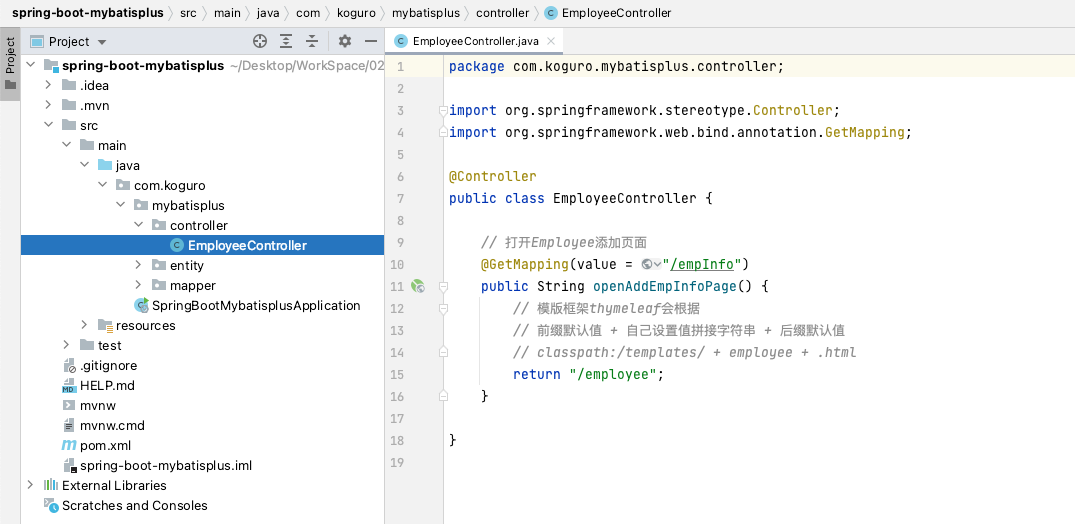 spring-boot-mybatisplus src main java com koguro mybatisplus controller EmployeeController
Project
Project
EmployeeController.java
spring-boot-mybatisplus ~/Desktop/WorkSpace/02
.idea
.mvn
src
main
java
com.koguro
mybatisplus
controller
EmployeeController
entity
mapper
SpringBootMybatisplusApplication
resources
test
.gitignore
HELP.md
mvnw
mvnw.cmd
pom.xml
spring-boot-mybatisplus.iml
External Libraries
Scratches and Consoles
1 package com.koguro.mybatisplus.controller;
2
3 import org.springframework.stereotype.Controller;
4 import org.springframework.web.bind.annotation.GetMapping;
5
6 @Controller
7 public class EmployeeController {
8
9 // 打开Employee添加页面
10 @GetMapping(value = "/empInfo")
11 public String openAddEmpInfoPage() {
12 // 模版框架thymeleaf会根据
13 // 前缀默认值 + 自己设置值拼接字符串 + 后缀默认值
14 // classpath:/templates/ + employee + .html
15 return "/employee";
16 }
17
18 }
19